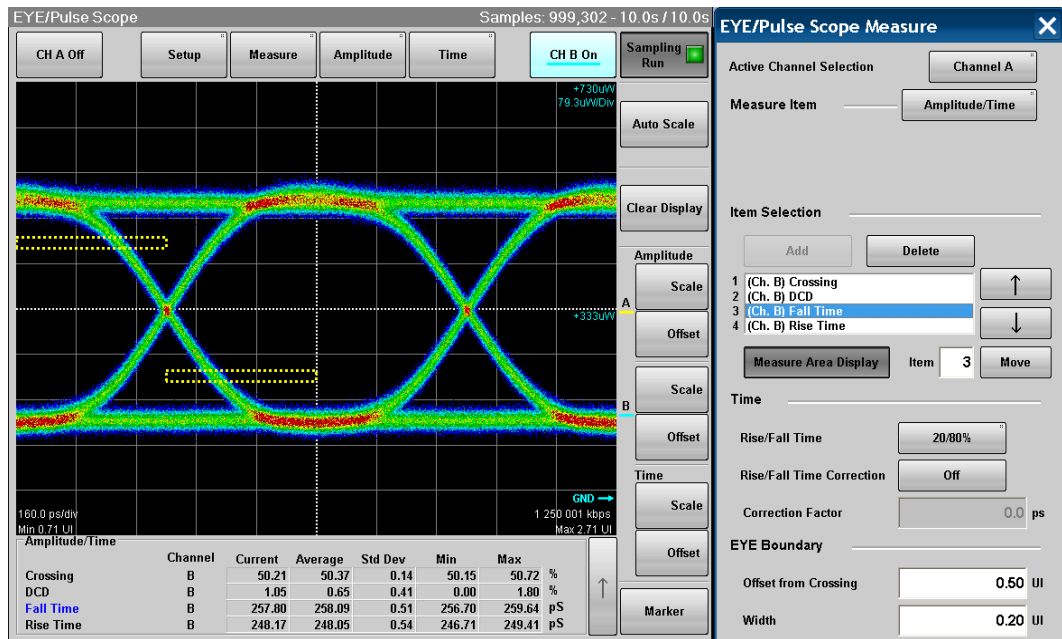 EYE/Pulse Scope
Samples: 999,302 - 10.0s / 10.0s
CH A Off
Setup
Measure
Amplitude
Time
CH B On
Sampling
Run
+730uW
79.3uW/Div
+333uW
GND →
160.0 ps/div
1 250 001 kbps
Min 0.71 UI
Max 2.71 UI
Auto Scale
Clear Display
Amplitude
Scale
A
Offset
Scale
B
Offset
Time
Scale
Offset
Marker
Amplitude/Time
Channel Current Average Std Dev Min Max
Crossing B 50.21 50.37 0.14 50.15 50.72 %
DCD B 1.05 0.65 0.41 0.00 1.80 %
Fall Time B 257.80 258.09 0.51 256.70 259.64 pS
Rise Time B 248.17 248.05 0.54 246.71 249.41 pS
↑
EYE/Pulse Scope Measure X
Active Channel Selection Channel A
Measure Item Amplitude/Time
Item Selection
Add Delete
1 (Ch. B) Crossing
2 (Ch. B) DCD
3 (Ch. B) Fall Time
4 (Ch. B) Rise Time
↑
↓
Measure Area Display Item 3 Move
Time
Rise/Fall Time 20/80%
Rise/Fall Time Correction Off
Correction Factor 0.0 ps
EYE Boundary
Offset from Crossing 0.50 UI
Width 0.20 UI